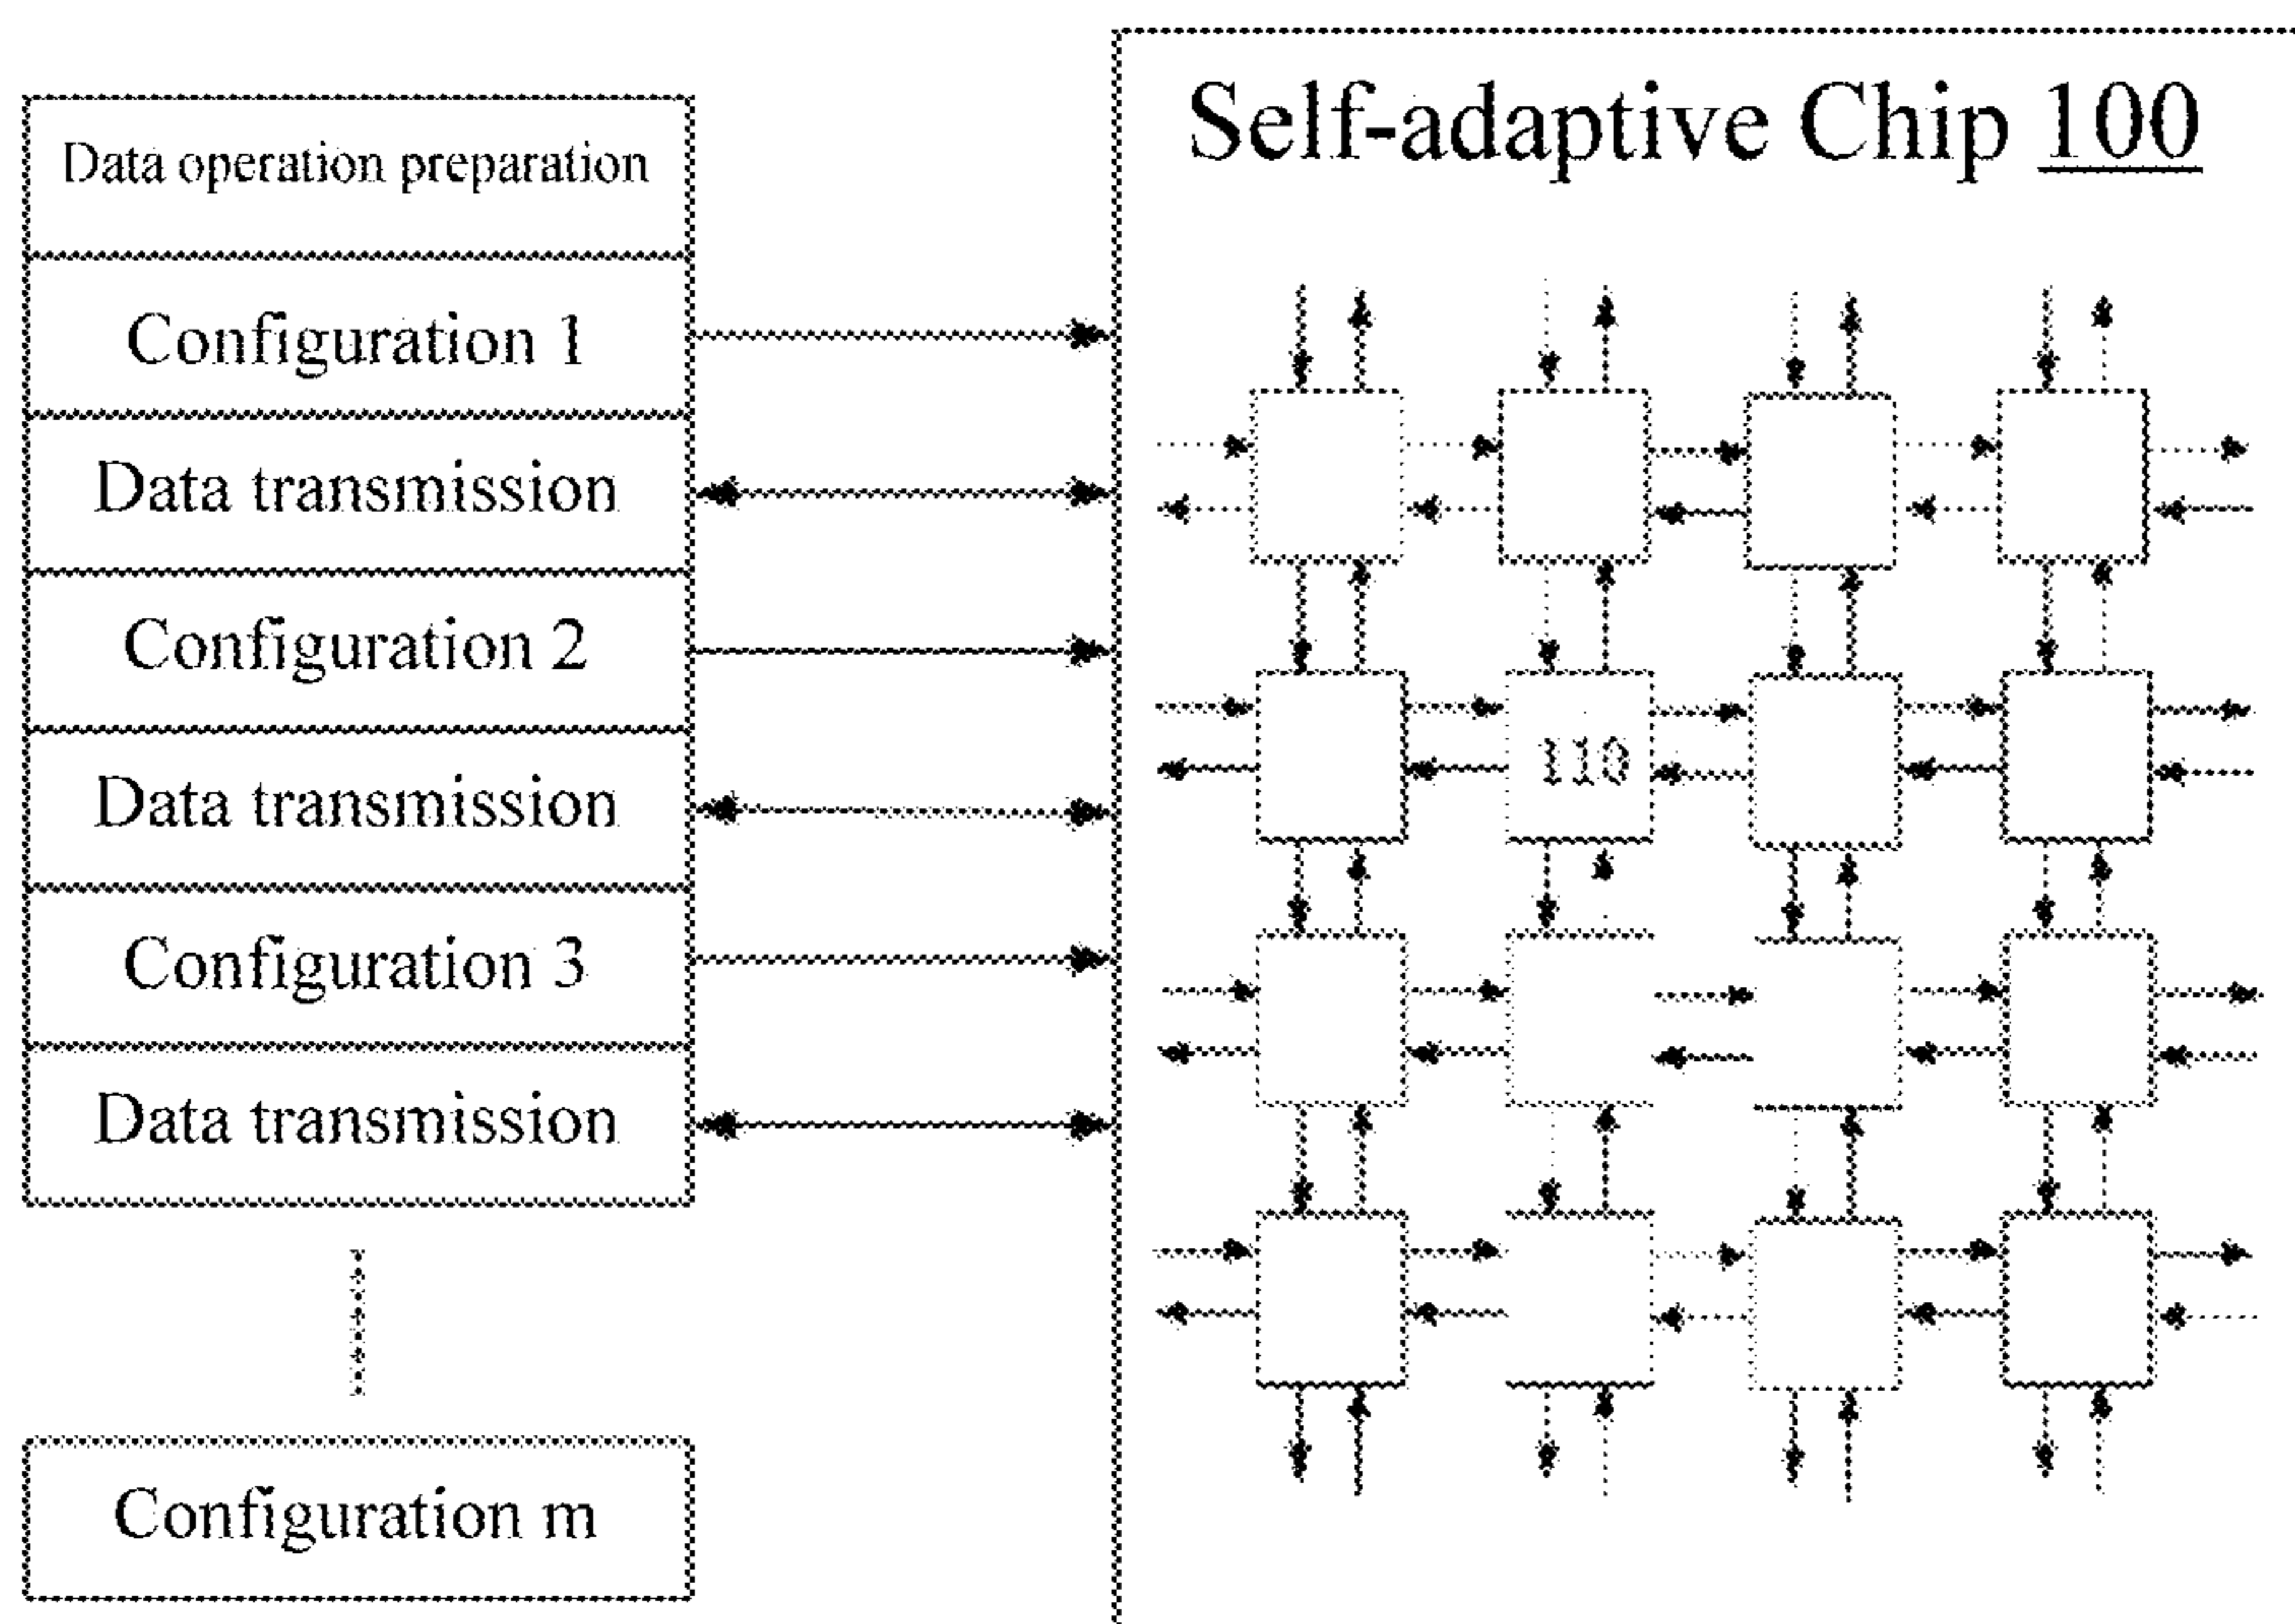 Data operation preparation
Configuration 1
Data transmission
Configuration 2
Data transmission
Configuration 3
Data transmission
Configuration m
Self-adaptive Chip 100
110